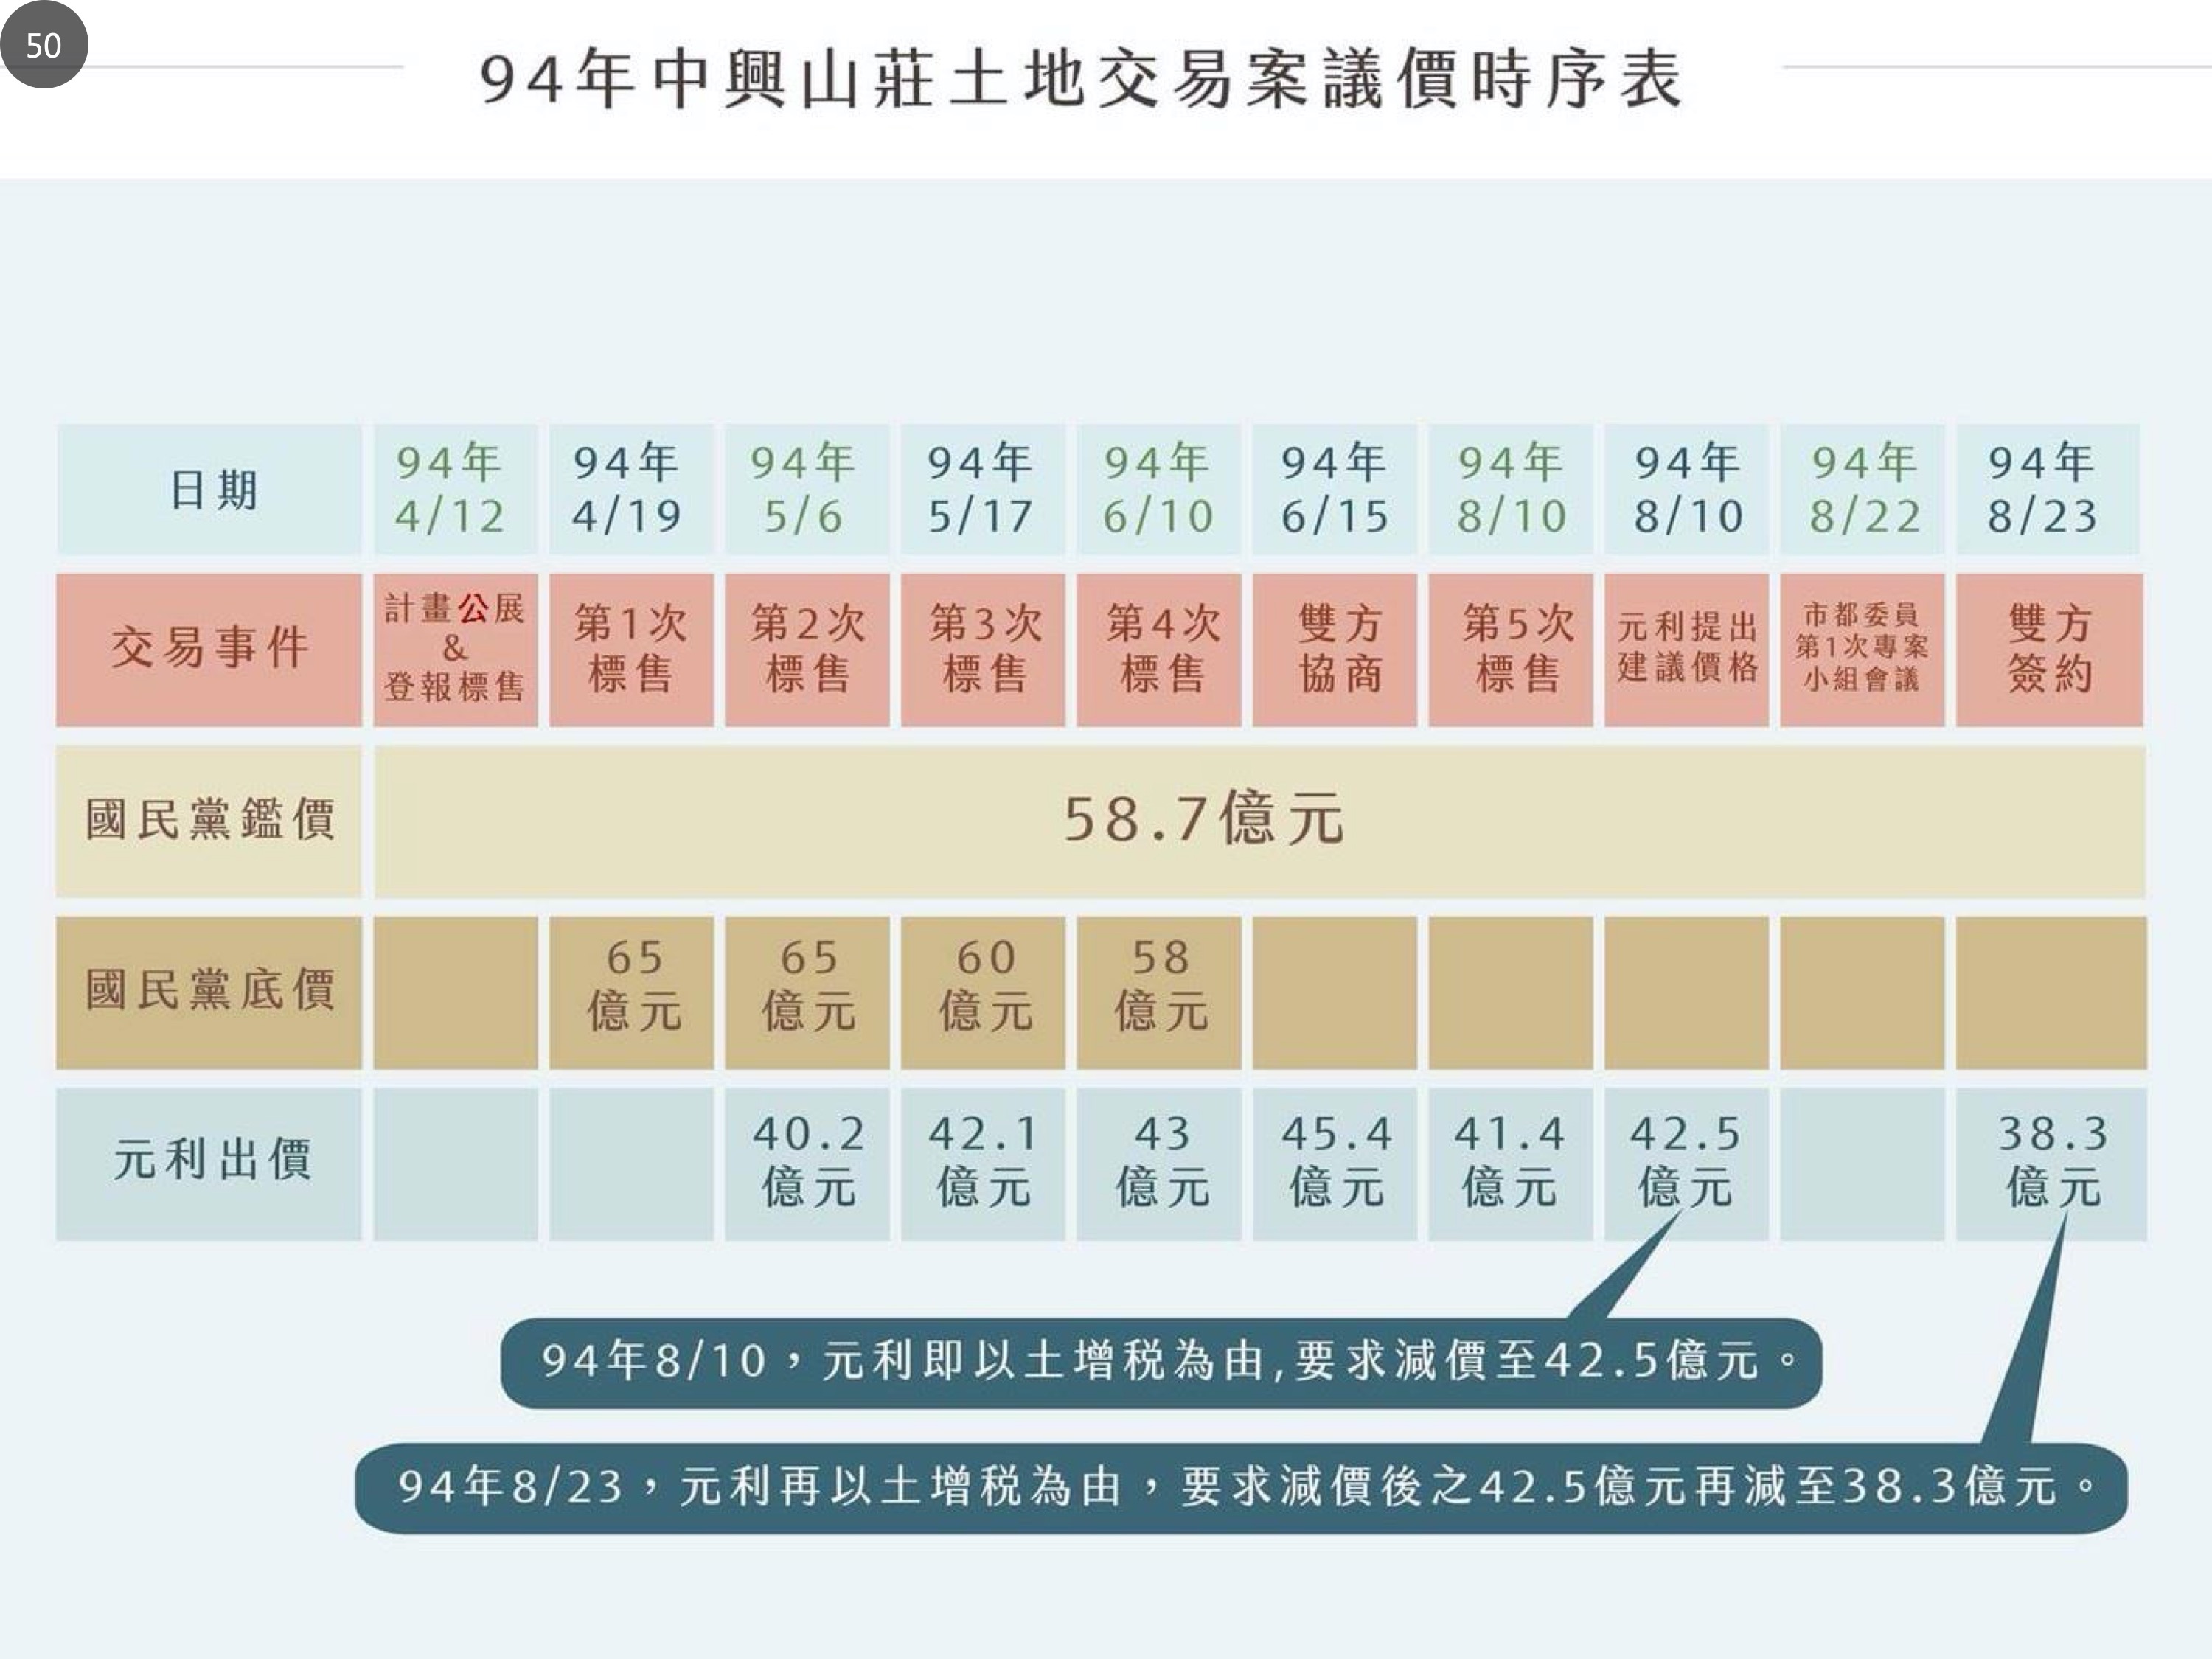 50
94年中興山莊土地交易案議價時序表
日期
94年
4/12
94年
4/19
94年
5/6
94年
5/17
94年
6/10
94年
6/15
94年
8/10
94年
8/10
94年
8/22
94年
8/23
交易事件
計畫公展
&
登報標售
第1次
標售
第2次
標售
第3次
標售
第4次
標售
雙方
協商
第5次
標售
元利提出
建議價格
市都委員
第1次專案
小組會議
雙方
簽約
國民黨鑑價
58.7億元
國民黨底價
65
億元
65
億元
60
億元
58
億元
元利出價
40.2
億元
42.1
億元
43
億元
45.4
億元
41.4
億元
42.5
億元
38.3
億元
94年8/10，元利即以土增税為由,要求減價至42.5億元。
94年8/23，元利再以土增税為由，要求減價後之42.5億元再減至38.3億元。